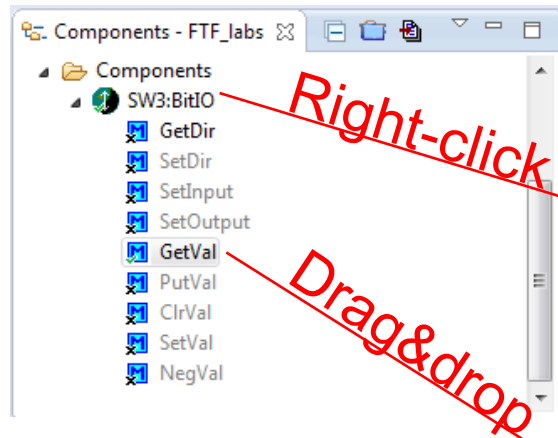 Components - FTF_labs
Components
SW3:BitIO
Right-click
GetDir
SetDir
SetInput
SetOutput
GetVal
Drag&drop
PutVal
ClrVal
SetVal
NegVal